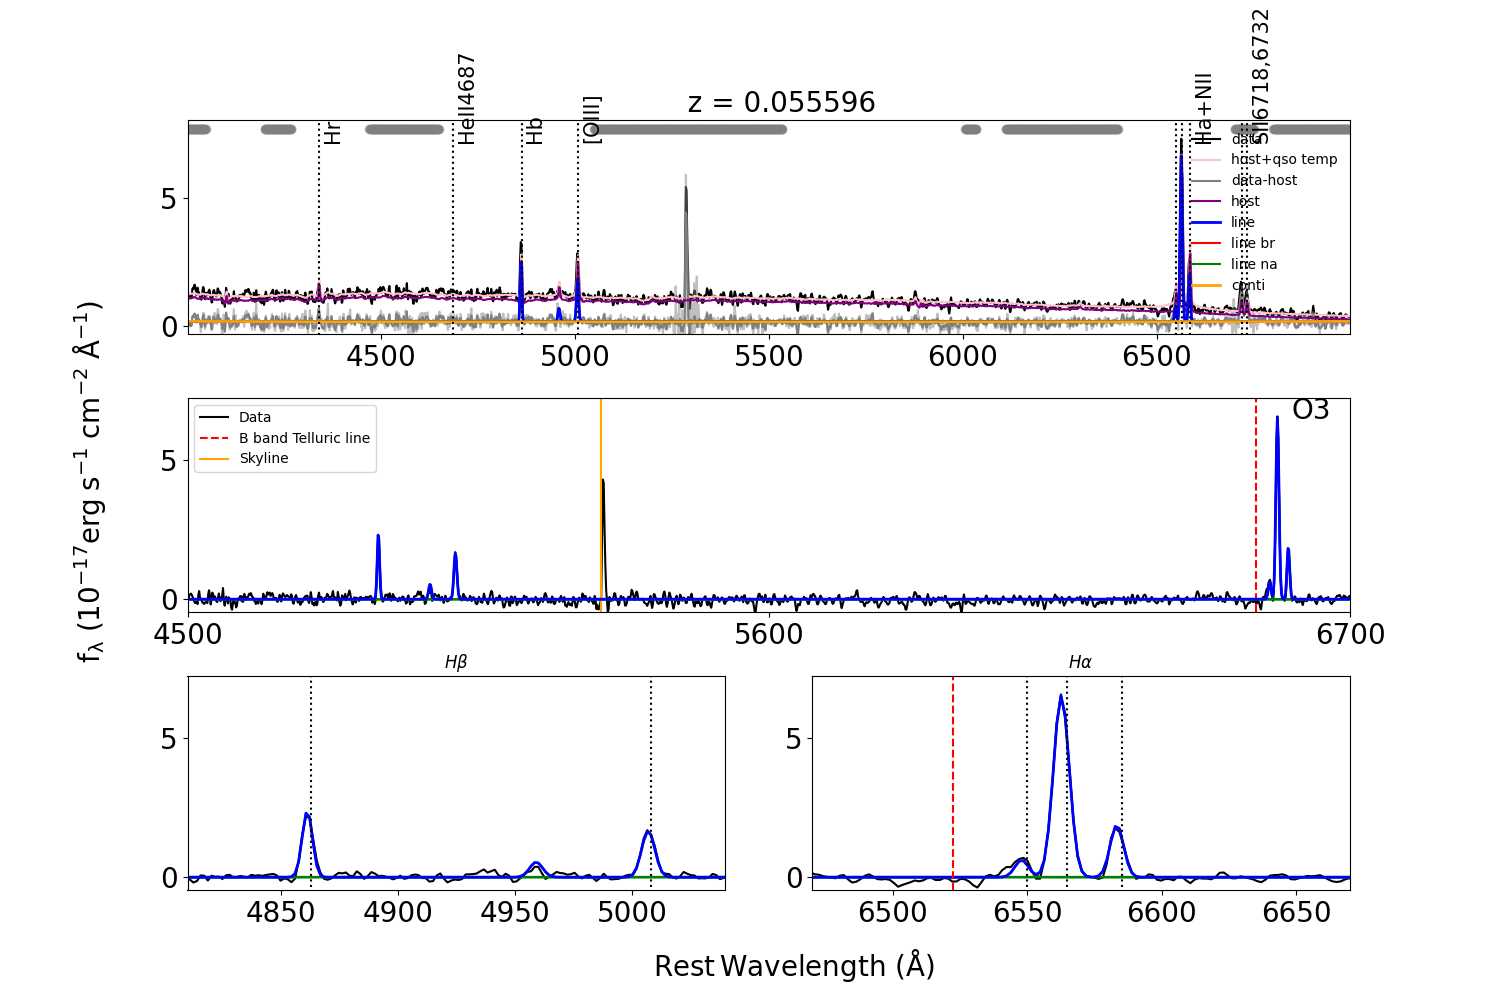 z = 0.055596
Hr
HeII4687
Hb
[OIII]
Ha+NII
SII6718,6732
data
host+qso temp
data-host
host
line
line br
line na
conti
5
0
4500
5000
5500
6000
6500
Data
B band Telluric line
Skyline
O3
5
0
4500
5600
6700
fλ (10−17erg s−1 cm−2 Å−1)
Hβ
5
0
4850
4900
4950
5000
Hα
5
0
6500
6550
6600
6650
Rest Wavelength (Å)